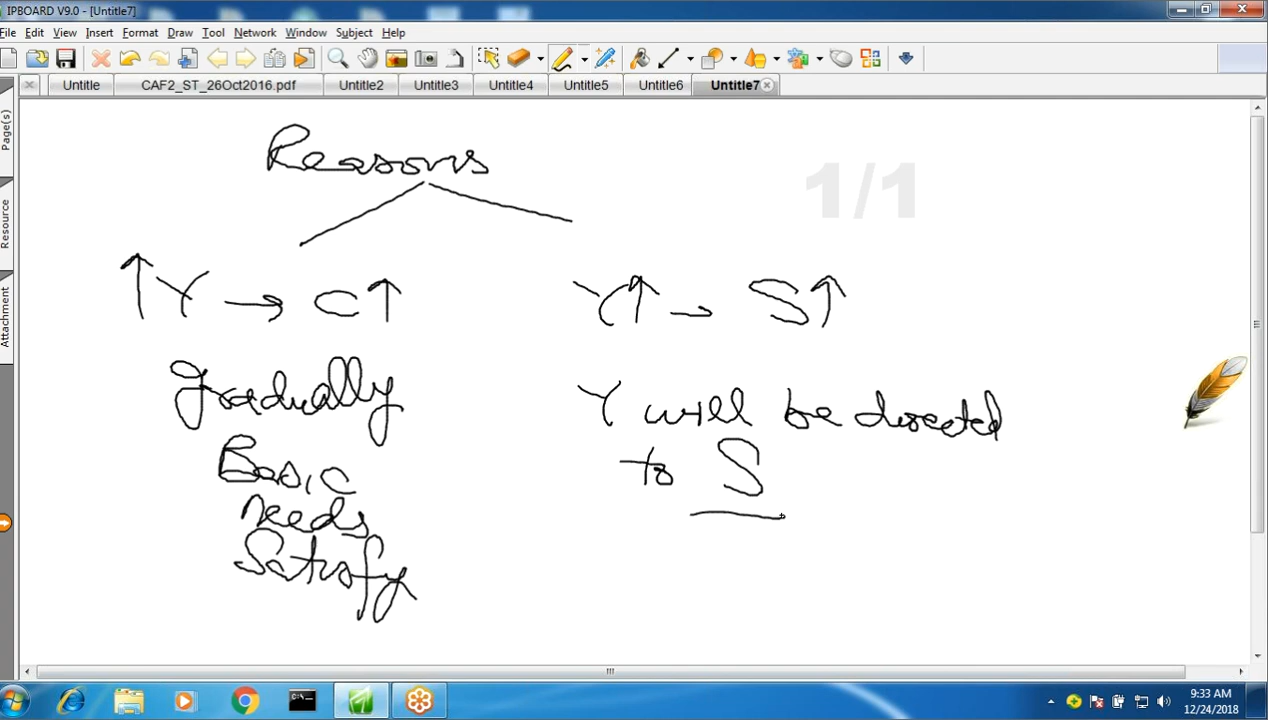 IPBOARD V9.0 - [Untitle7]
File Edit View Insert Format Draw Tool Network Window Subject Help
Untitle CAF2_ST_26Oct2016.pdf Untitle2 Untitle3 Untitle4 Untitle5 Untitle6 Untitle7
Page(s)
Resource
Attachment
1/1
Reasons
↑Y → C↑
Gradually
Basic
needs
Satisfy
Y↑ → S↑
Y will be directed
to S
9:33 AM
12/24/2018